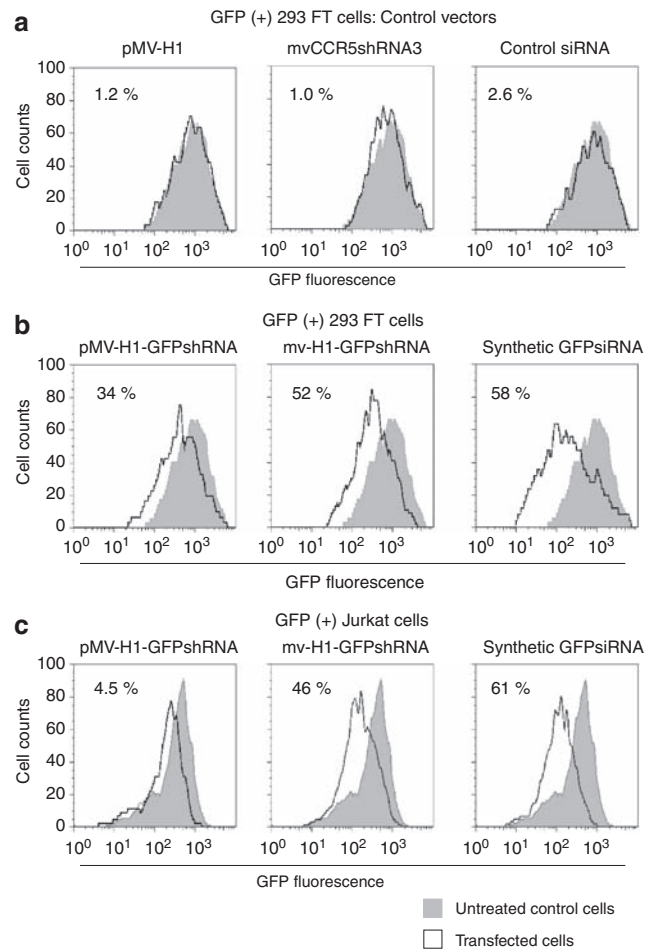 a
GFP (+) 293 FT cells: Control vectors
pMV-H1 mvCCR5shRNA3 Control siRNA
Cell counts
100
80
60
40
20
0
1.2 % 1.0 % 2.6 %
10⁰ 10¹ 10² 10³ 10⁰ 10¹ 10² 10³ 10⁰ 10¹ 10² 10³
GFP fluorescence
b
GFP (+) 293 FT cells
pMV-H1-GFPshRNA mv-H1-GFPshRNA Synthetic GFPsiRNA
Cell counts
100
80
60
40
20
0
34 % 52 % 58 %
10⁰ 10¹ 10² 10³ 10⁰ 10¹ 10² 10³ 10⁰ 10¹ 10² 10³
GFP fluorescence
c
GFP (+) Jurkat cells
pMV-H1-GFPshRNA mv-H1-GFPshRNA Synthetic GFPsiRNA
Cell counts
100
80
60
40
20
0
4.5 % 46 % 61 %
10⁰ 10¹ 10² 10³ 10⁰ 10¹ 10² 10³ 10⁰ 10¹ 10² 10³
GFP fluorescence
Untreated control cells
Transfected cells